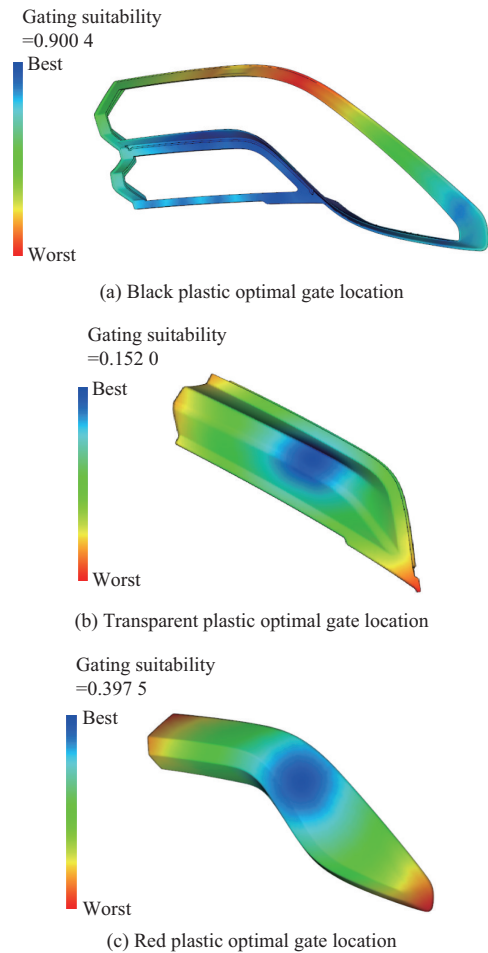 Gating suitability
=0.900 4
Best
Worst
(a) Black plastic optimal gate location
Gating suitability
=0.152 0
Best
Worst
(b) Transparent plastic optimal gate location
Gating suitability
=0.397 5
Best
Worst
(c) Red plastic optimal gate location